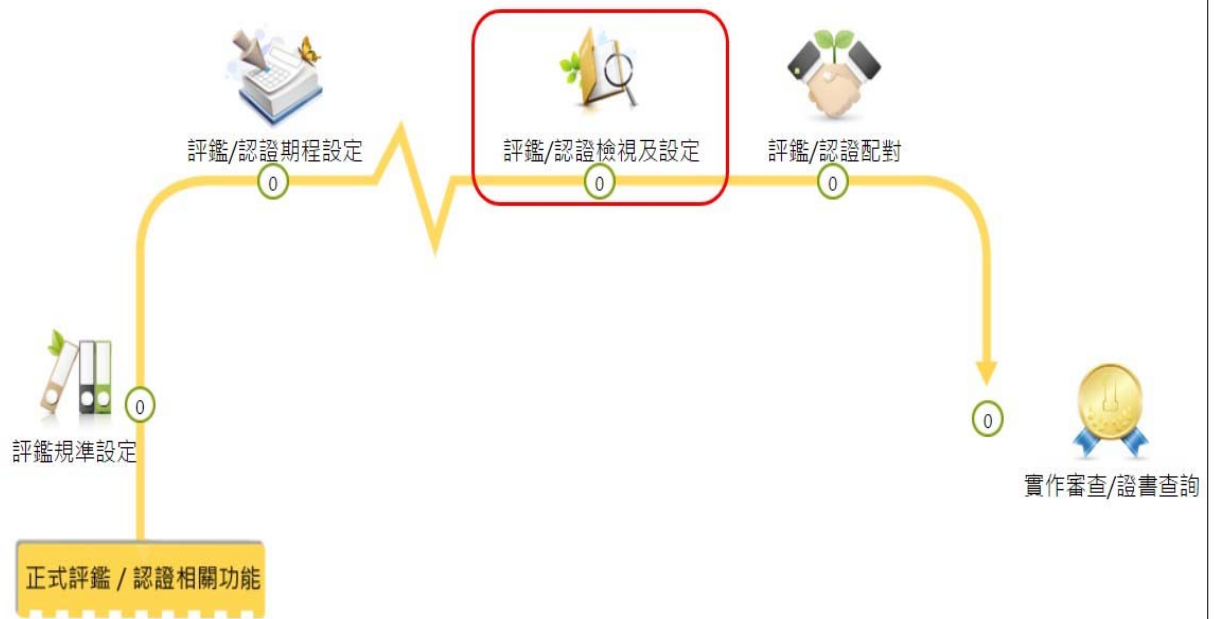 評鑑/認證期程設定
0
評鑑/認證檢視及設定
0
評鑑/認證配對
0
0
評鑑規準設定
0
實作審查/證書查詢
正式評鑑 / 認證相關功能